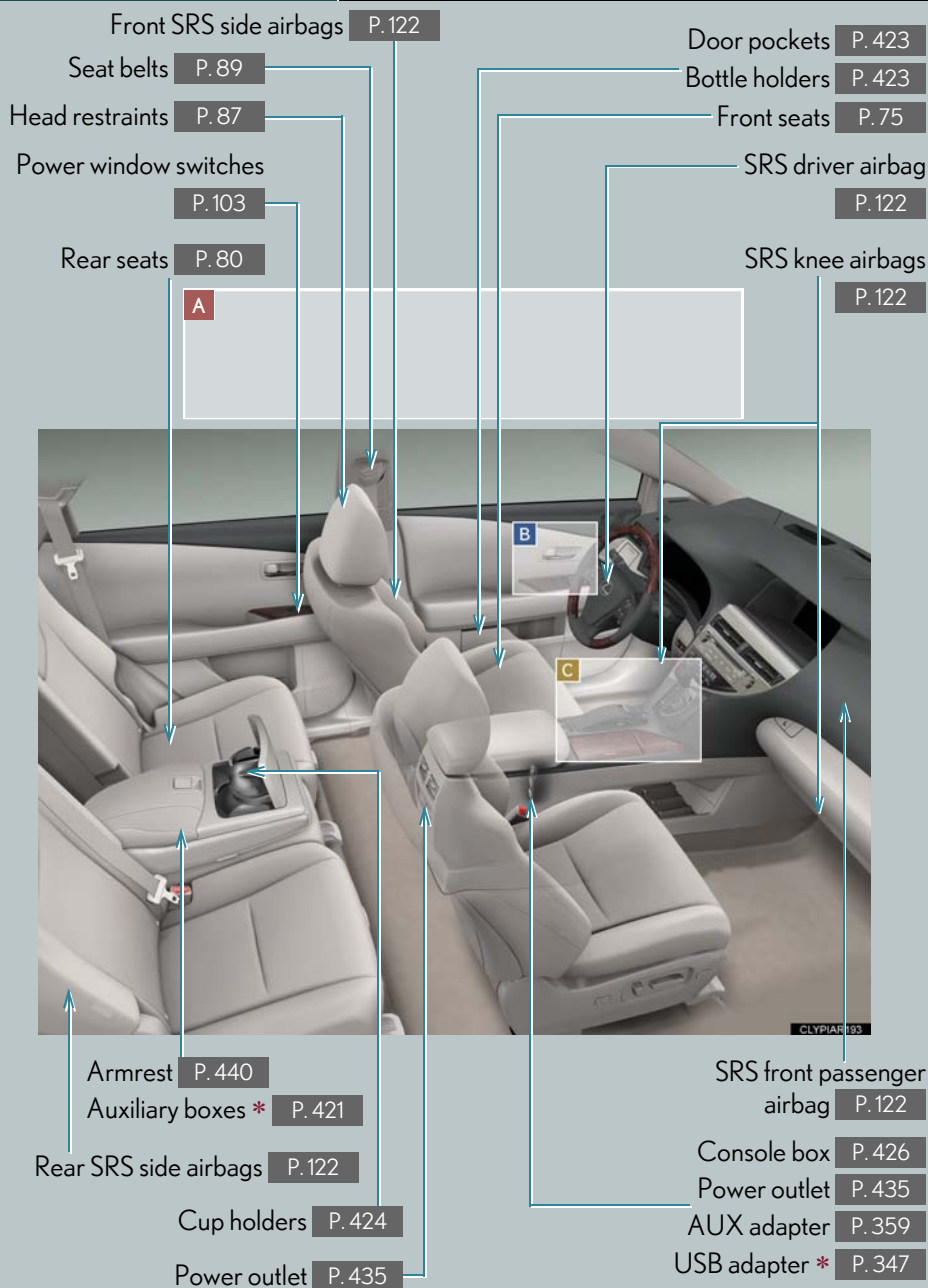 Front SRS side airbags P. 122
Seat belts P. 89
Head restraints P. 87
Power window switches
P. 103
Rear seats P. 80
Door pockets P. 423
Bottle holders P. 423
Front seats P. 75
SRS driver airbag
P. 122
SRS knee airbags
P. 122
A
B
C
CLYPIAR193
Armrest P. 440
Auxiliary boxes * P. 421
Rear SRS side airbags P. 122
Cup holders P. 424
Power outlet P. 435
SRS front passenger
airbag P. 122
Console box P. 426
Power outlet P. 435
AUX adapter P. 359
USB adapter * P. 347